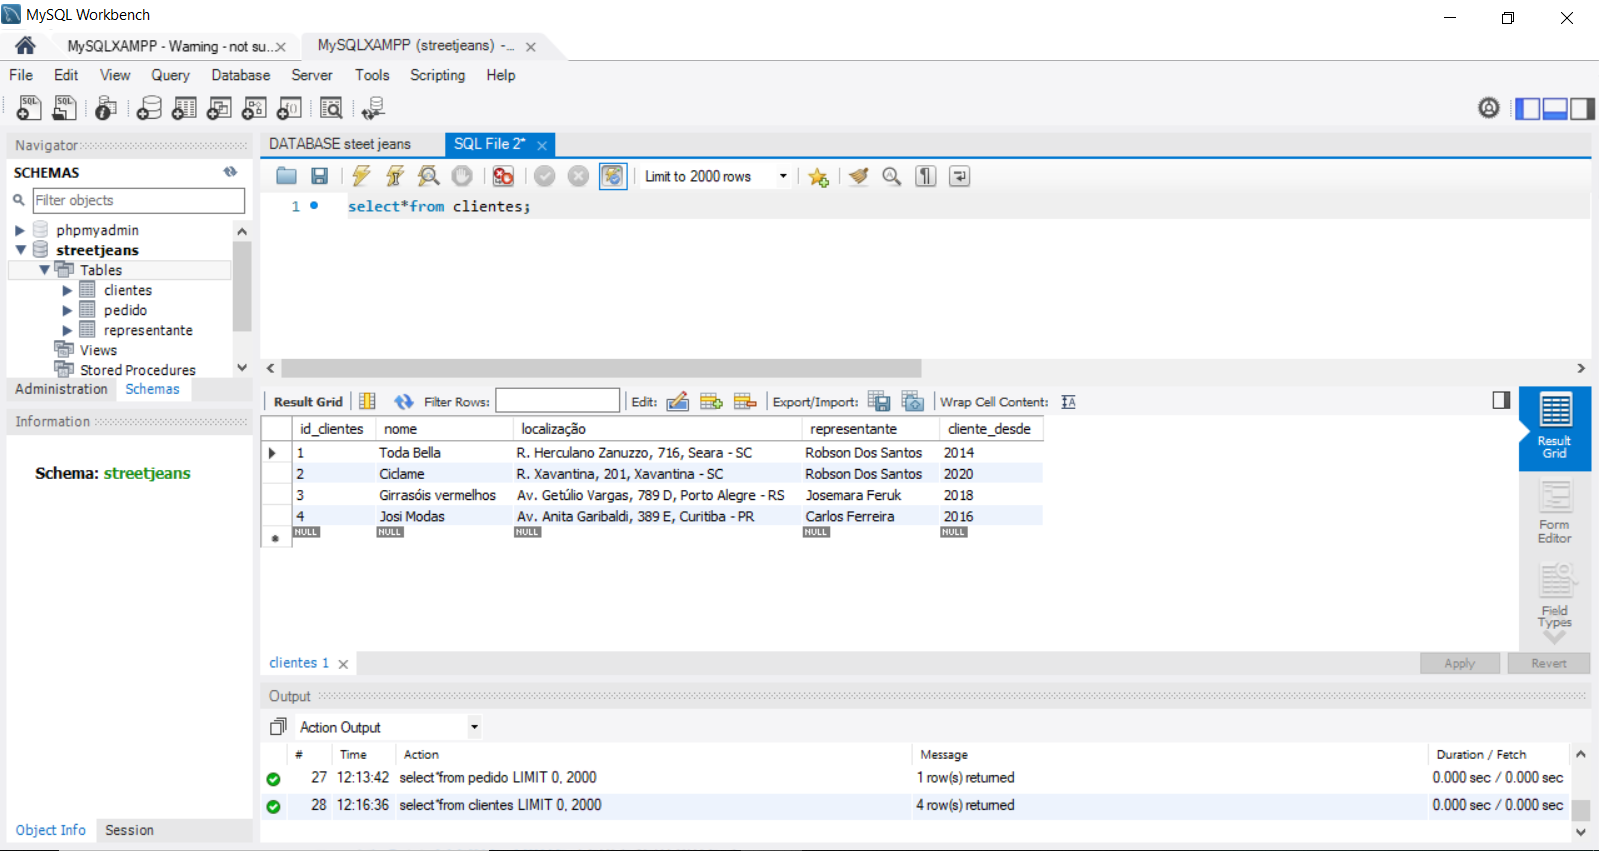 MySQL Workbench
MySQLXAMPP - Warning - not su...
MySQLXAMPP (streetjeans) -...
File Edit View Query Database Server Tools Scripting Help
Navigator
SCHEMAS
Filter objects
phpmyadmin
streetjeans
Tables
clientes
pedido
representante
Views
Stored Procedures
Administration Schemas
Information
Schema: streetjeans
Object Info Session
DATABASE steet jeans SQL File 2*
Limit to 2000 rows
1 select*from clientes;
Result Grid Filter Rows: Edit: Export/Import: Wrap Cell Content:
id_clientes nome localização representante cliente_desde
1 Toda Bella R. Herculano Zanuzzo, 716, Seara - SC Robson Dos Santos 2014
2 Ciclame R. Xavantina, 201, Xavantina - SC Robson Dos Santos 2020
3 Girrasóis vermelhos Av. Getúlio Vargas, 789 D, Porto Alegre - RS Josemara Feruk 2018
4 Josi Modas Av. Anita Garibaldi, 389 E, Curitiba - PR Carlos Ferreira 2016
NULL NULL NULL NULL NULL
Result
Grid
Form
Editor
Field
Types
clientes 1
Apply Revert
Output
Action Output
# Time Action Message Duration / Fetch
27 12:13:42 select*from pedido LIMIT 0, 2000 1 row(s) returned 0.000 sec / 0.000 sec
28 12:16:36 select*from clientes LIMIT 0, 2000 4 row(s) returned 0.000 sec / 0.000 sec